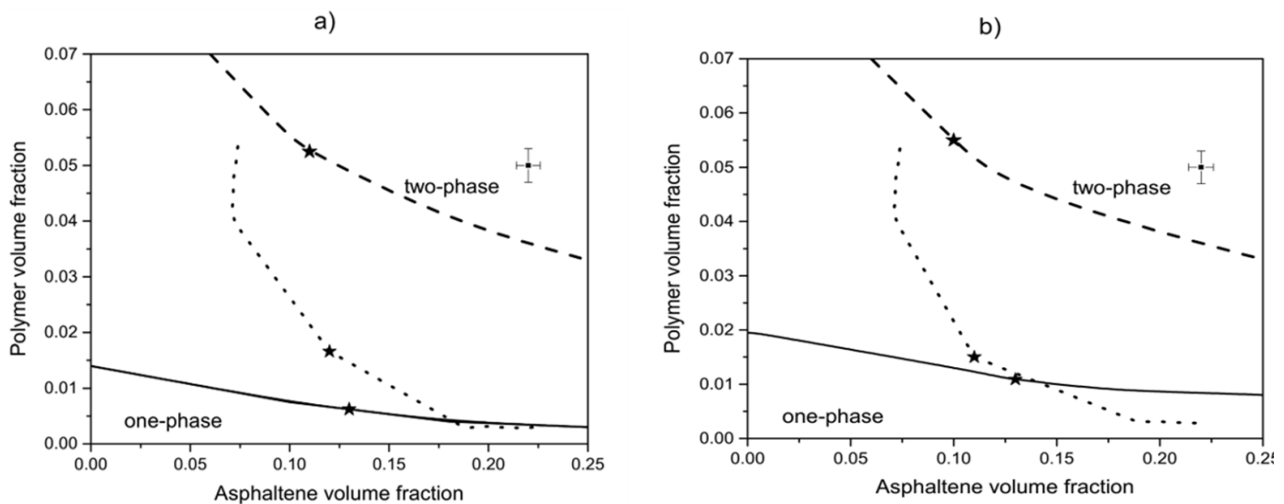 a)
0.07
0.06
0.05
0.04
0.03
0.02
0.01
0.00
Polymer volume fraction
two-phase
one-phase
0.00 0.05 0.10 0.15 0.20 0.25
Asphaltene volume fraction
b)
0.07
0.06
0.05
0.04
0.03
0.02
0.01
0.00
Polymer volume fraction
two-phase
one-phase
0.00 0.05 0.10 0.15 0.20 0.25
Asphaltene volume fraction